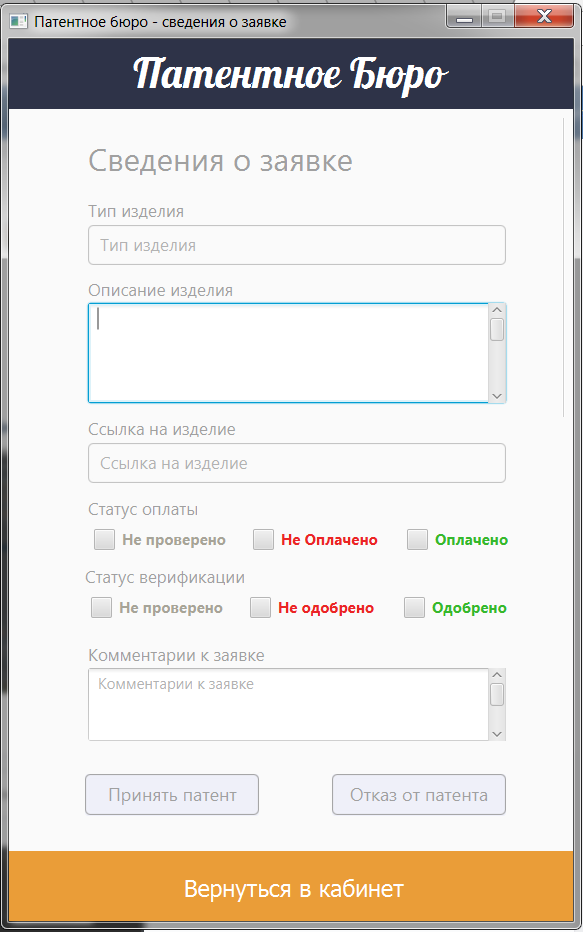 Патентное бюро - сведения о заявке
Патентное Бюро
Сведения о заявке
Тип изделия
Тип изделия
Описание изделия
Ссылка на изделие
Ссылка на изделие
Статус оплаты
Не проверено Не Оплачено Оплачено
Статус верификации
Не проверено Не одобрено Одобрено
Комментарии к заявке
Комментарии к заявке
Принять патент Отказ от патента
Вернуться в кабинет